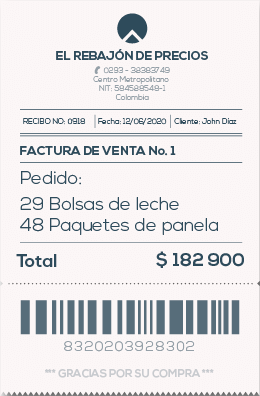 EL REBAJÓN DE PRECIOS
0293 - 38383749
Centro Metropolitano
NIT: 594589549-1
Colombia
RECIBO NO: 0918 Fecha: 12/06/2020 Cliente: John Díaz
FACTURA DE VENTA No. 1
Pedido:
29 Bolsas de leche
48 Paquetes de panela
Total $ 182 900
8320203928302
*** GRACIAS POR SU COMPRA ***